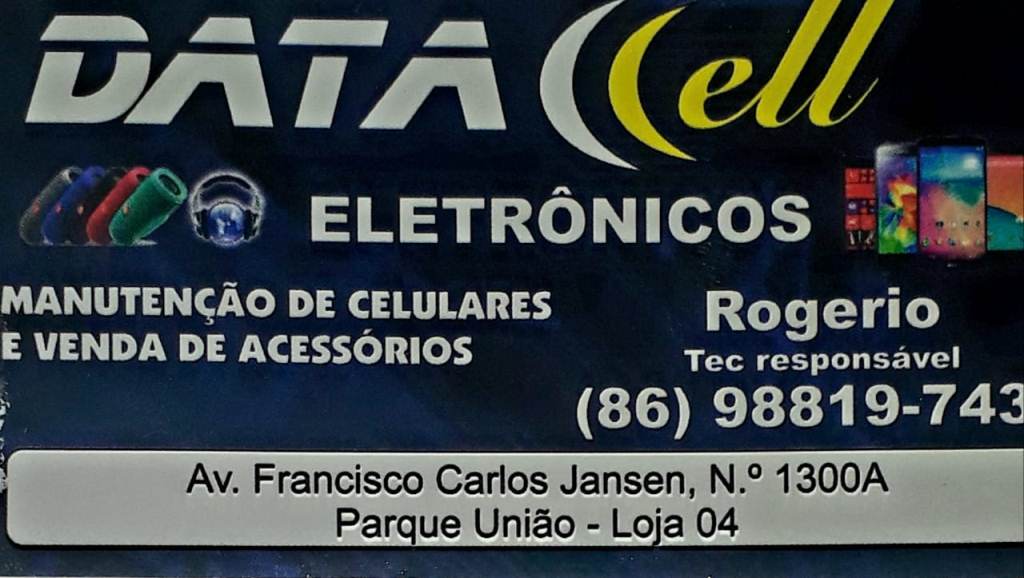 DATA Cell
ELETRÔNICOS
MANUTENÇÃO DE CELULARES
E VENDA DE ACESSÓRIOS
Rogerio
Tec responsável
(86) 98819-743
Av. Francisco Carlos Jansen, N.º 1300A
Parque União - Loja 04